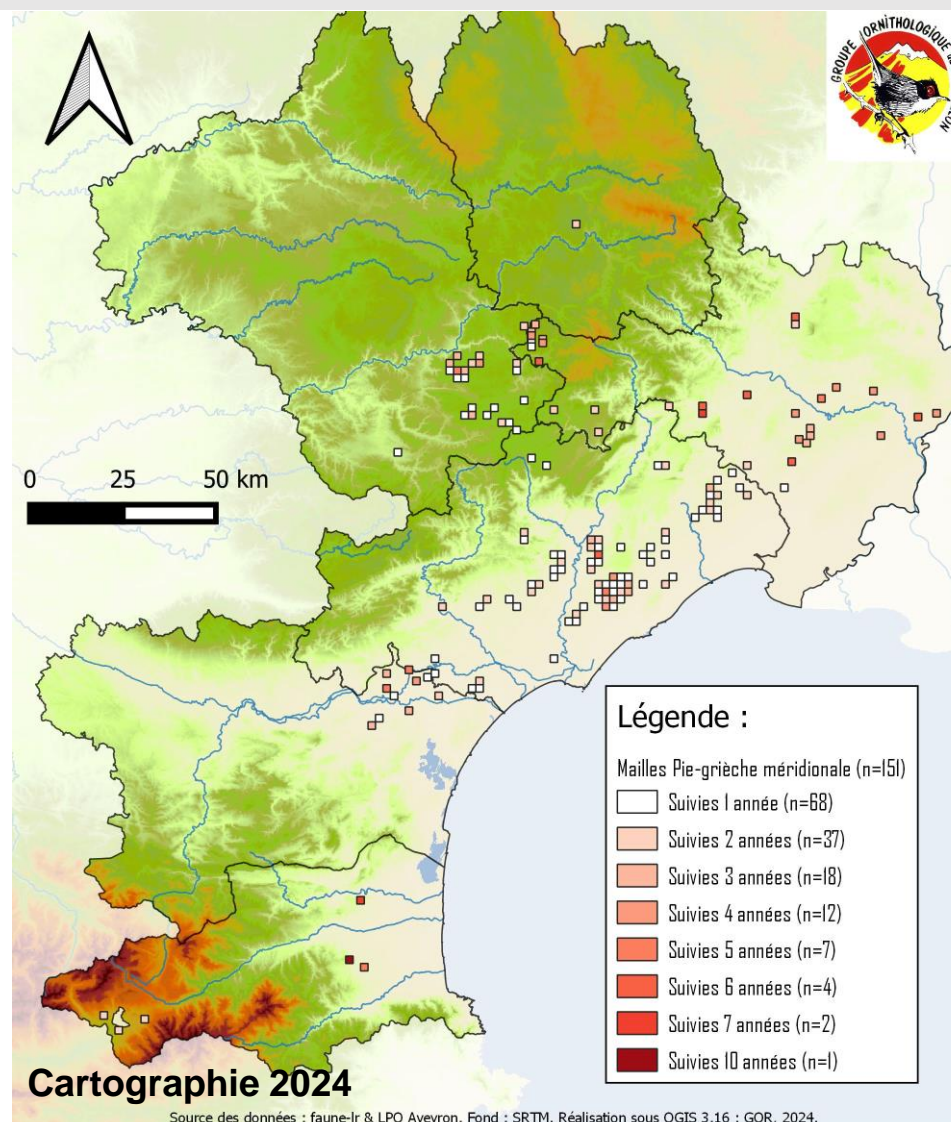 GROUPE ORNITHOLOGIQUE
0 25 50 km
Légende :
Mailles Pie-grièche méridionale (n=151)
Suivies 1 année (n=68)
Suivies 2 années (n=37)
Suivies 3 années (n=18)
Suivies 4 années (n=12)
Suivies 5 années (n=7)
Suivies 6 années (n=4)
Suivies 7 années (n=2)
Suivies 10 années (n=1)
Cartographie 2024
Source des données : faune-lr & LPO Aveyron. Fond : SRTM. Réalisation sous QGIS 3.16 : GOR, 2024.